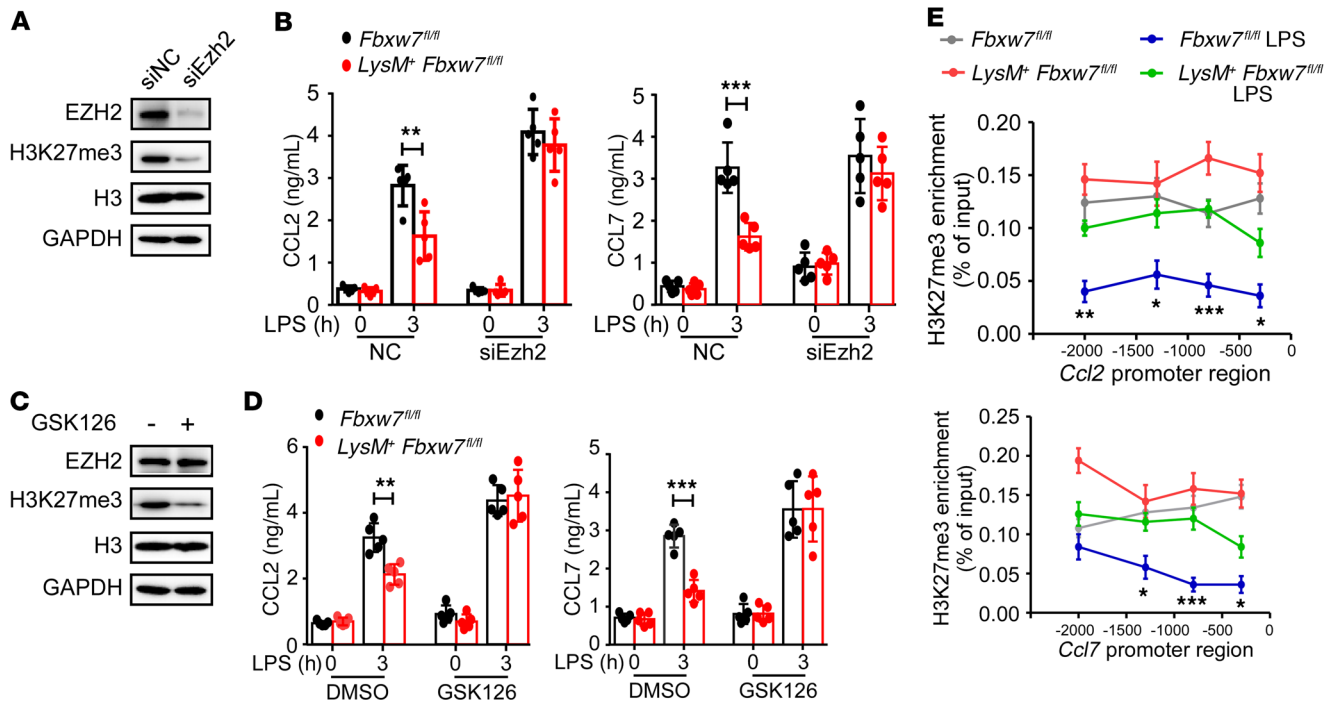 A
siNC
siEzh2
EZH2
H3K27me3
H3
GAPDH
B
Fbxw7fl/fl
LysM+ Fbxw7fl/fl
CCL2 (ng/mL)
5
4
3
2
1
0
**
LPS (h)
0
3
0
3
NC
siEzh2
CCL7 (ng/mL)
5
4
3
2
1
0
***
LPS (h)
0
3
0
3
NC
siEzh2
C
GSK126
-
+
EZH2
H3K27me3
H3
GAPDH
D
Fbxw7fl/fl
LysM+ Fbxw7fl/fl
CCL2 (ng/mL)
6
4
2
0
**
LPS (h)
0
3
0
3
DMSO
GSK126
CCL7 (ng/mL)
5
4
3
2
1
0
***
LPS (h)
0
3
0
3
DMSO
GSK126
E
Fbxw7fl/fl
Fbxw7fl/fl LPS
LysM+ Fbxw7fl/fl
LysM+ Fbxw7fl/fl
LPS
H3K27me3 enrichment
(% of input)
0.20
0.15
0.10
0.05
0.00
**
*
***
*
-2000 -1500 -1000 -500 0
Ccl2 promoter region
H3K27me3 enrichment
(% of input)
0.20
0.15
0.10
0.05
0.00
*
***
*
-2000 -1500 -1000 -500 0
Ccl7 promoter region